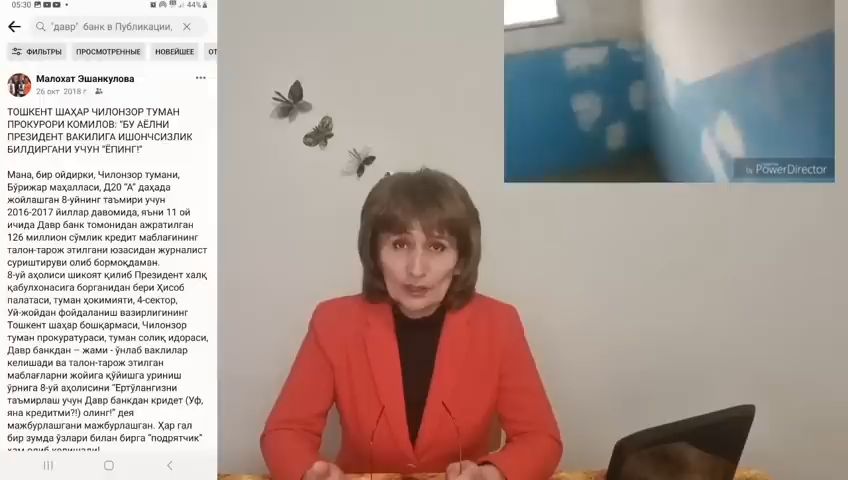 05:30
44%
"давр" банк в Публикации,
ФИЛЬТРЫ
ПРОСМОТРЕННЫЕ
НОВЕЙШЕЕ
ОТ
Малохат Эшанкулова
26 окт. 2018 г.
ТОШКЕНТ ШАҲАР ЧИЛОНЗОР ТУМАН
ПРОКУРОРИ КОМИЛОВ: "БУ АЁЛНИ
ПРЕЗИДЕНТ ВАКИЛИГА ИШОНЧСИЗЛИК
БИЛДИРГАНИ УЧУН "ЁПИНГ!"
Мана, бир ойдирки, Чилонзор тумани,
Бўрижар маҳалласи, Д20 "А" даҳада
жойлашган 8-уйнинг таъмири учун
2016-2017 йиллар давомида, яъни 11 ой
ичида Давр банк томонидан ажратилган
126 миллион сўмлик кредит маблағининг
талон-тарож этилгани юзасидан журналист
суриштируви олиб бормоқдаман.
8-уй аҳолиси шикоят қилиб Президент халқ
қабулхонасига борганидан бери Ҳисоб
палатаси, туман ҳокимияти, 4-сектор,
Уй-жойдан фойдаланиш вазирлигининг
Тошкент шаҳар бошқармаси, Чилонзор
туман прокуратураси, туман солиқ идораси,
Давр банкдан – жами - ўнлаб вакиллар
келишади ва талон-тарож этилган
маблағларни жойига қўйишга уриниш
ўрнига 8-уй аҳолисини "Ертўлангизни
таъмирлаш учун Давр банкдан кридет (Уф,
яна кредитми?!) олинг!" дея
мажбурлашгани мажбурлашган. Ҳар гал
бир зумда ўзлари билан бирга "подрятчик"
ҳам олиб келишади!
by PowerDirector